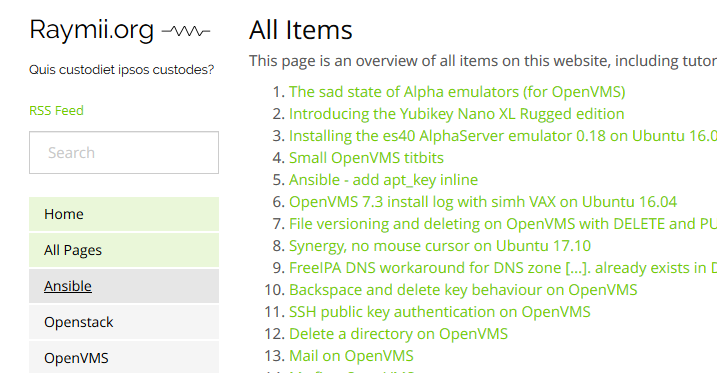 Raymii.org
Quis custodiet ipsos custodes?
RSS Feed
Search
Home
All Pages
Ansible
Openstack
OpenVMS
All Items
This page is an overview of all items on this website, including
1. The sad state of Alpha emulators (for OpenVMS)
2. Introducing the Yubikey Nano XL Rugged edition
3. Installing the es40 AlphaServer emulator 0.18 on Ubuntu
4. Small OpenVMS titbits
5. Ansible - add apt_key inline
6. OpenVMS 7.3 install log with simh VAX on Ubuntu 16.04
7. File versioning and deleting on OpenVMS with DELETE and
8. Synergy, no mouse cursor on Ubuntu 17.10
9. FreeIPA DNS workaround for DNS zone [...]. already exists in
10. Backspace and delete key behaviour on OpenVMS
11. SSH public key authentication on OpenVMS
12. Delete a directory on OpenVMS
13. Mail on OpenVMS